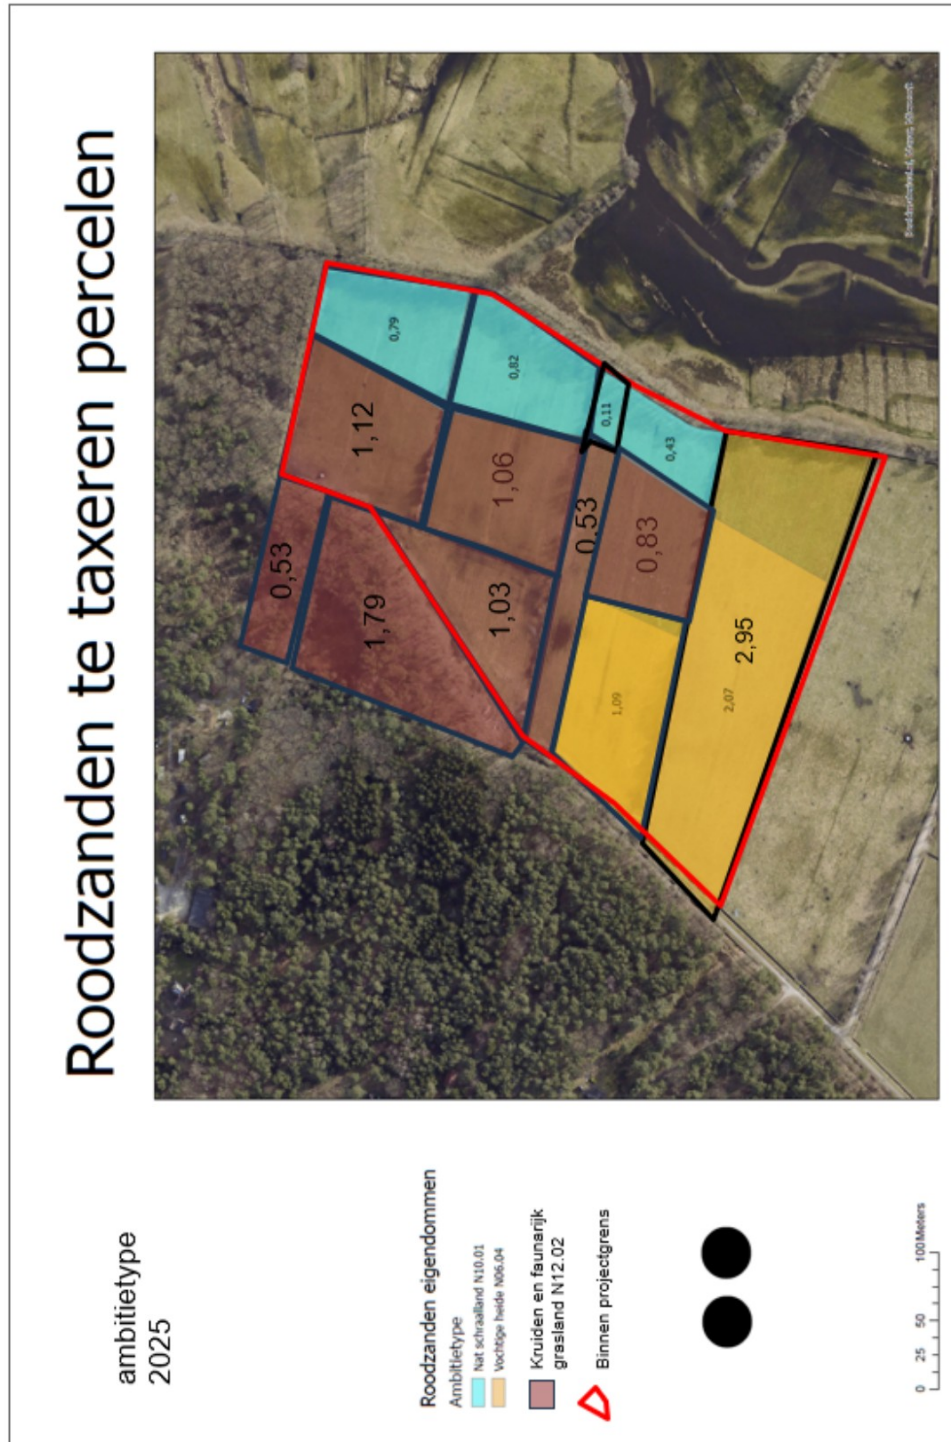 Roodzanden te taxeren percelen
ambitietype
2025
Roodzanden eigendommen
Ambitietype
Nat schraalland N10.01
Vochtige heide N06.04
Kruiden en faunarijk
grasland N12.02
Binnen projectgrens
0 25 50 100 Meters
0,53
1,79
1,12
0,79
1,03
1,06
0,82
0,53
0,11
0,83
0,43
1,09
2,07
2,95